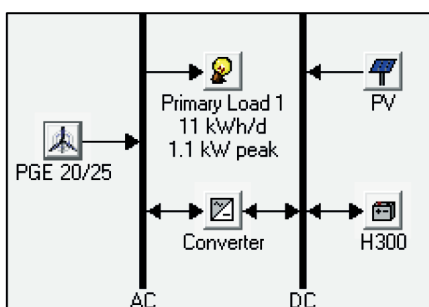 Primary Load 1
11 kWh/d
1.1 kW peak
PV
PGE 20/25
Converter
H300
AC
DC